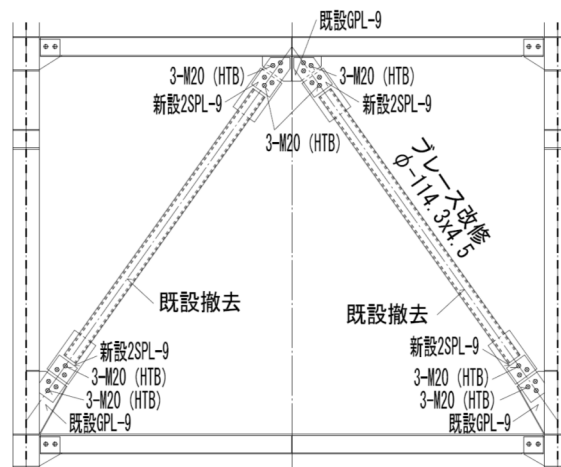 既設GPL-9
3-M20 (HTB)
3-M20 (HTB)
新設2SPL-9
新設2SPL-9
3-M20 (HTB)
ブレース改修
φ-114.3x4.5
既設撤去
既設撤去
新設2SPL-9
新設2SPL-9
3-M20 (HTB)
3-M20 (HTB)
3-M20 (HTB)
3-M20 (HTB)
既設GPL-9
既設GPL-9